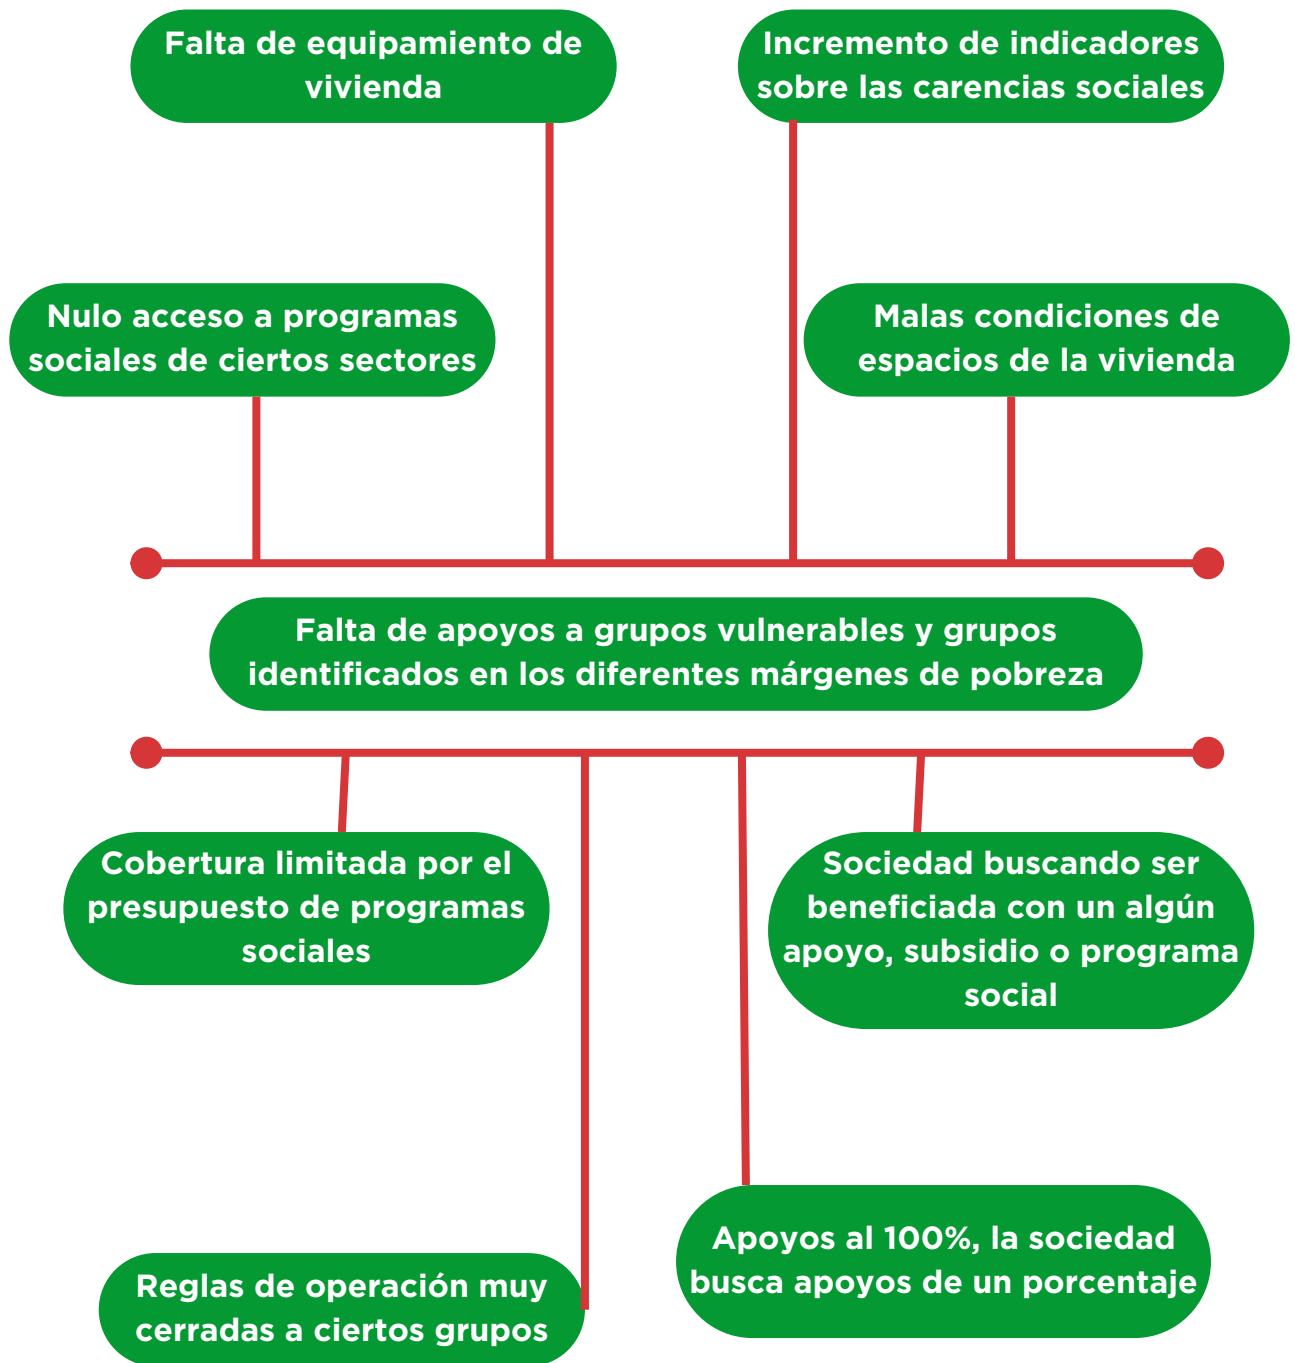 Falta de equipamiento de
vivienda
Incremento de indicadores
sobre las carencias sociales
Nulo acceso a programas
sociales de ciertos sectores
Malas condiciones de
espacios de la vivienda
Falta de apoyos a grupos vulnerables y grupos
identificados en los diferentes márgenes de pobreza
Cobertura limitada por el
presupuesto de programas
sociales
Sociedad buscando ser
beneficiada con un algún
apoyo, subsidio o programa
social
Apoyos al 100%, la sociedad
busca apoyos de un porcentaje
Reglas de operación muy
cerradas a ciertos grupos